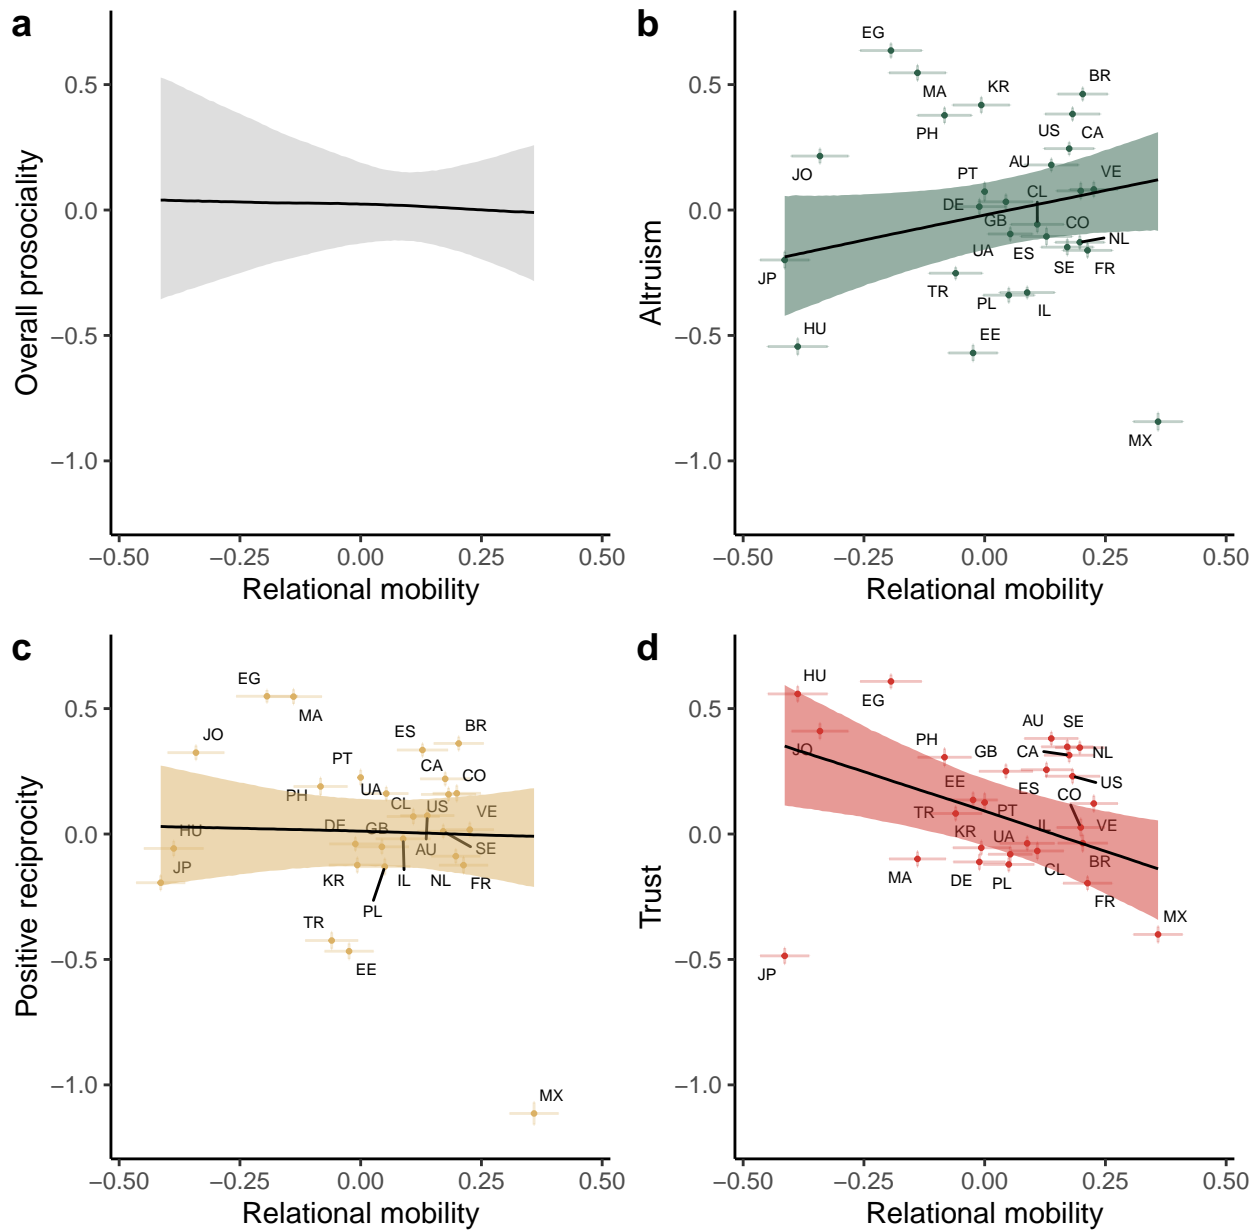 a
0.5
0.0
−0.5
−1.0
Overall prosociality
−0.50 −0.25 0.00 0.25 0.50
Relational mobility
b
EG
MA
KR
BR
PH
US
CA
JO
AU
PT
VE
CL
DE
GB
CO
UA
ES
NL
SE
FR
JP
TR
PL
IL
HU
EE
MX
0.5
0.0
−0.5
−1.0
Altruism
−0.50 −0.25 0.00 0.25 0.50
Relational mobility
c
EG
MA
JO
ES
BR
PT
CA
CO
PH
UA
CL
US
VE
HU
DE
GB
AU
SE
JP
KR
IL
NL
FR
PL
TR
EE
MX
0.5
0.0
−0.5
−1.0
Positive reciprocity
−0.50 −0.25 0.00 0.25 0.50
Relational mobility
d
HU
EG
AU
SE
JO
PH
GB
CA
NL
EE
ES
US
CO
TR
PT
KR
UA
IL
VE
MA
DE
PL
CL
BR
FR
MX
JP
0.5
0.0
−0.5
−1.0
Trust
−0.50 −0.25 0.00 0.25 0.50
Relational mobility